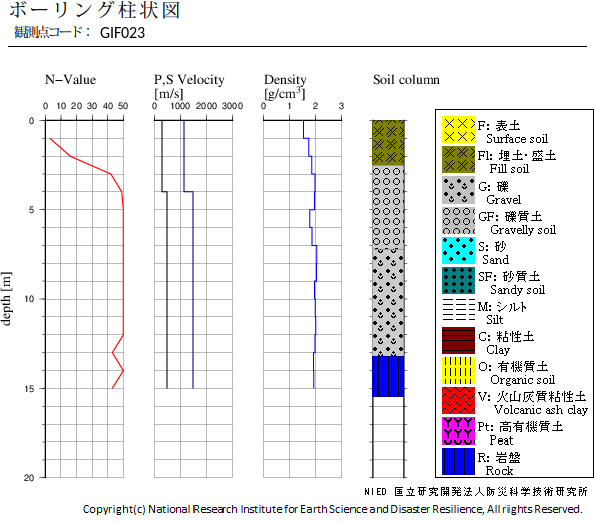 ボーリング柱状図
観測点コード： GIF023
N−Value P,S Velocity Density Soil column
[m/s] [g/cm3]
0 10 20 30 40 50 0 1000 2000 3000 0 1 2 3
0
5
10
15
20
depth [m]
F: 表土
Surface soil
Fl: 埋土・盛土
Fill soil
G: 礫
Gravel
GF: 礫質土
Gravelly soil
S: 砂
Sand
SF: 砂質土
Sandy soil
M: シルト
Silt
C: 粘性土
Clay
O: 有機質土
Organic soil
V: 火山灰質粘性土
Volcanic ash clay
Pt: 高有機質土
Peat
R: 岩盤
Rock
NIED 国立研究開発法人防災科学技術研究所
Copyright(c) National Research Institute for Earth Science and Disaster Resilience, All rights Reserved.